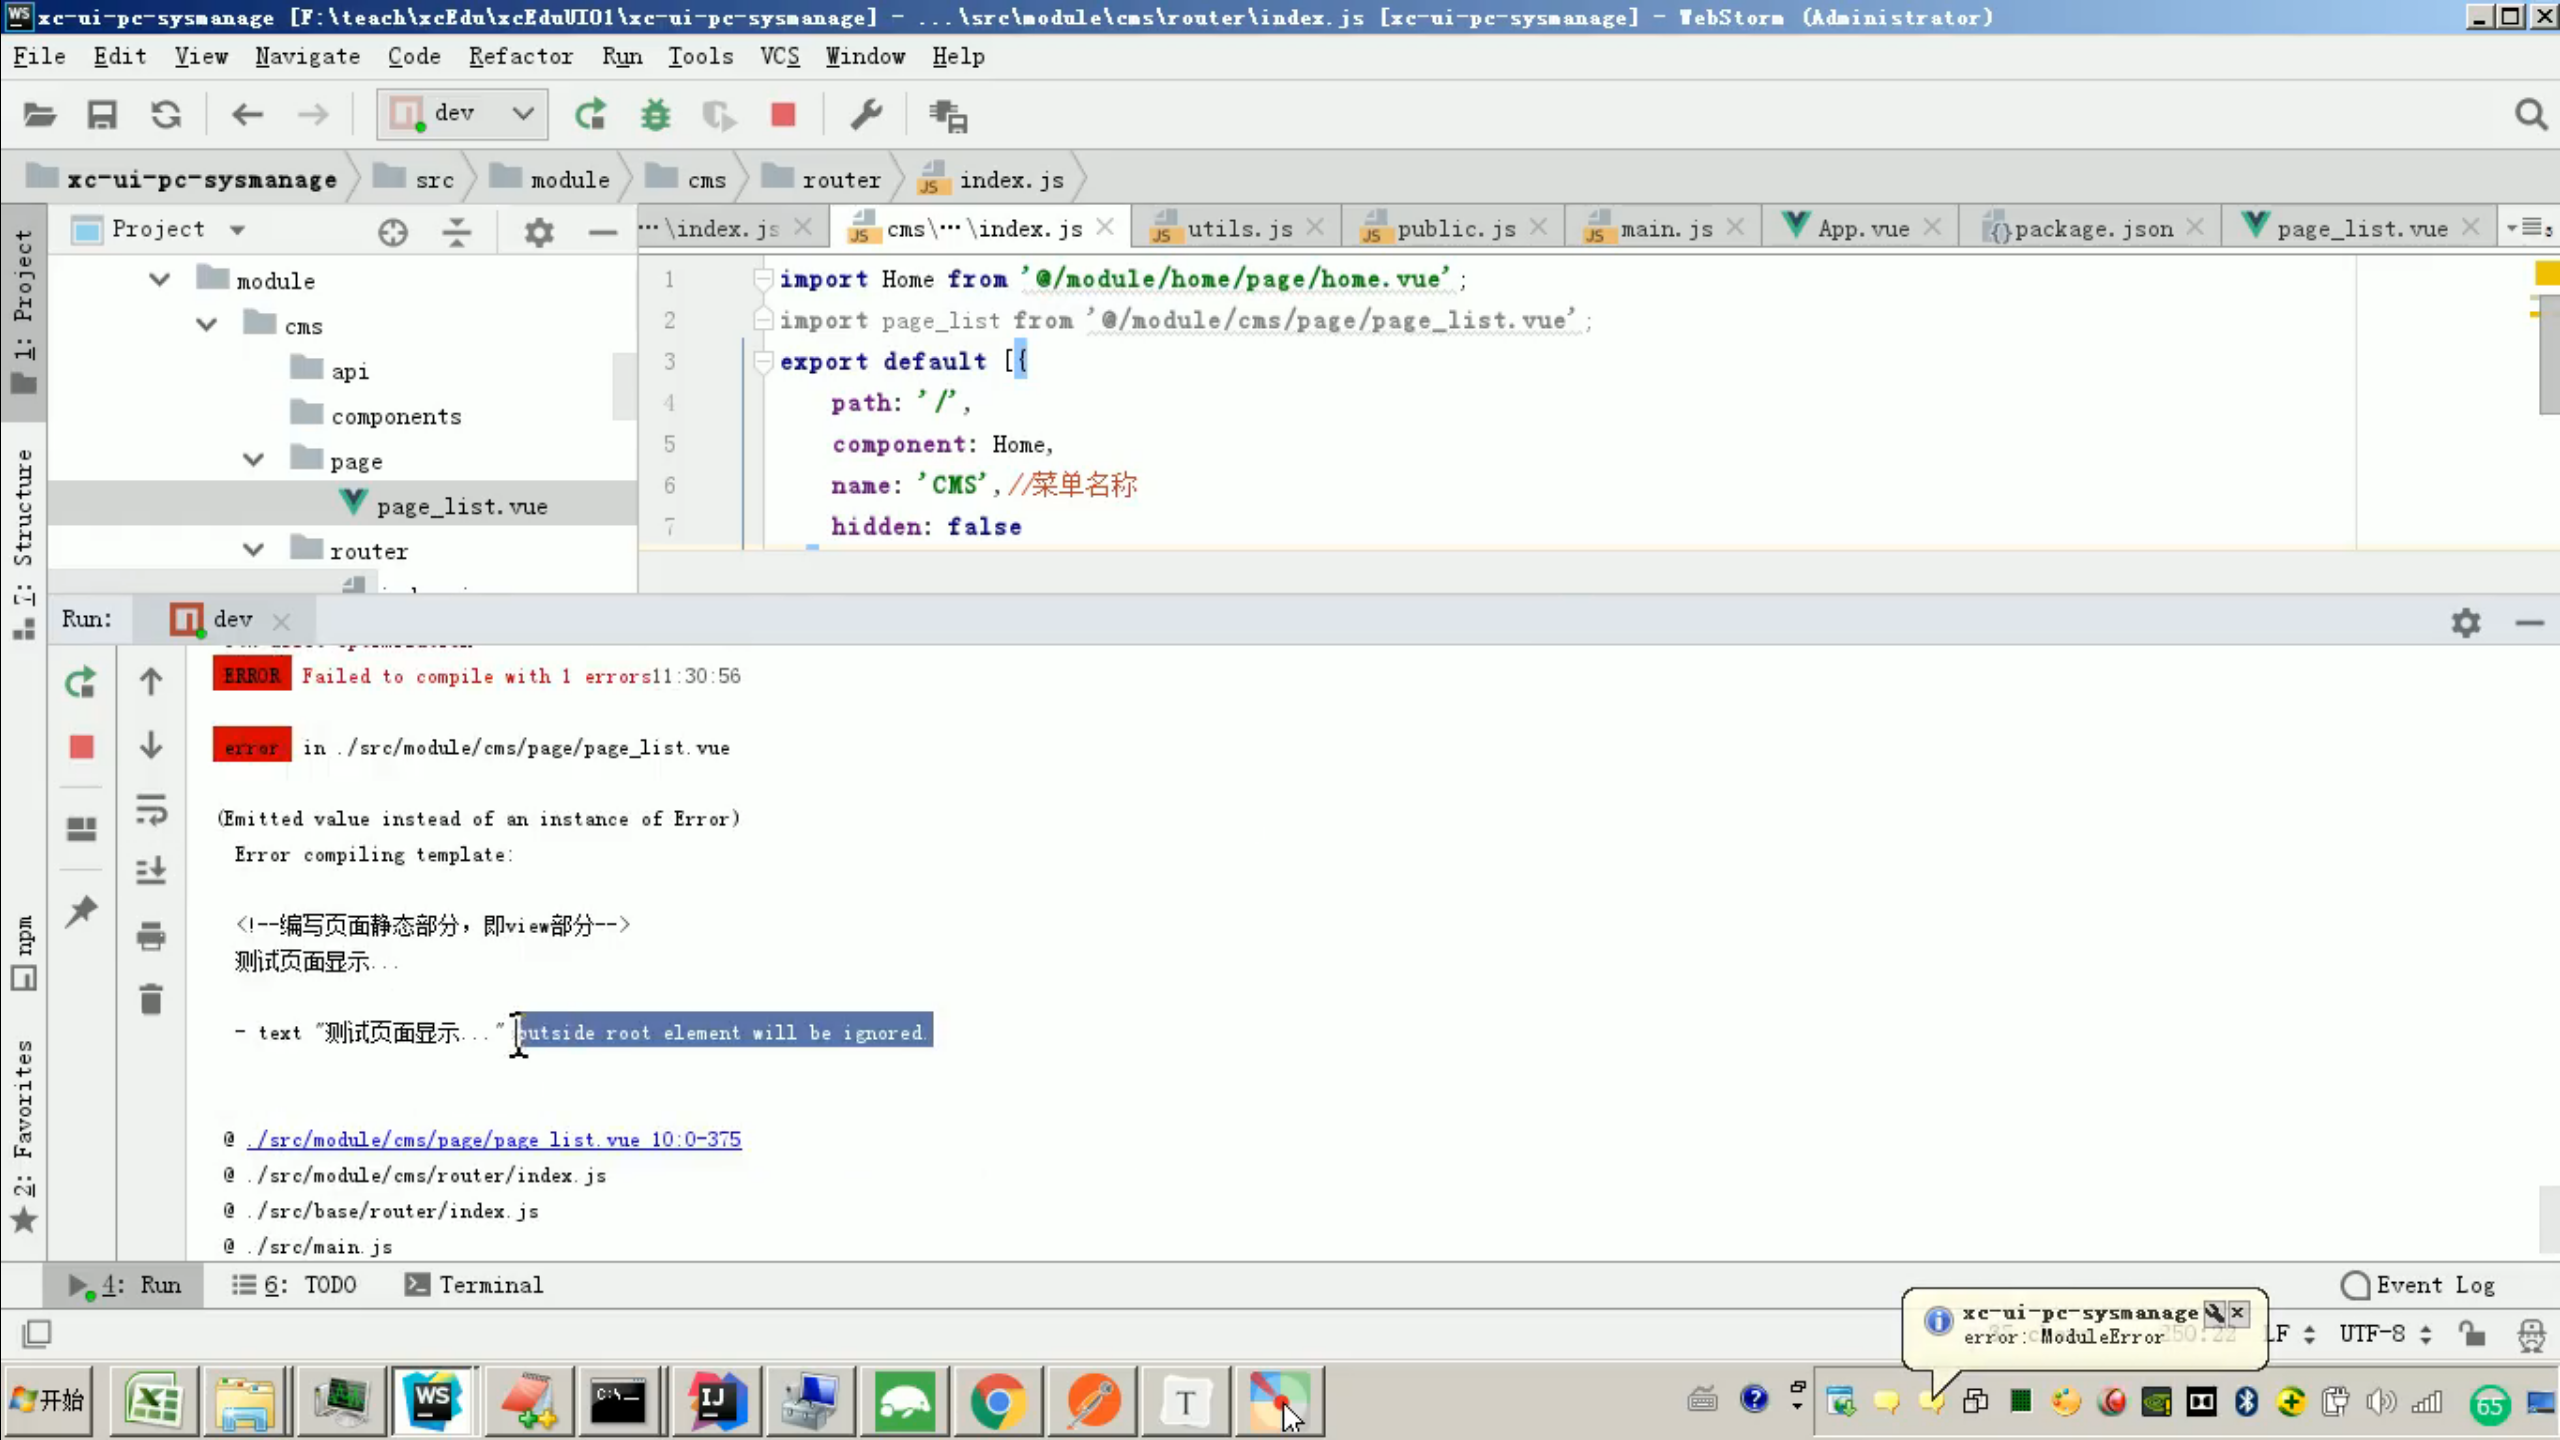 xc-ui-pc-sysmanage [F:\teach\xcEdu\xcEduUI01\xc-ui-pc-sysmanage] - ...\src\module\cms\router\index.js [xc-ui-pc-sysmanage] - WebStorm (Administrator)
File Edit View Navigate Code Refactor Run Tools VCS Window Help
dev
xc-ui-pc-sysmanage src module cms router index.js
Project
...\index.js cms\...\index.js utils.js public.js main.js App.vue package.json page_list.vue
1: Project
7: Structure
npm
2: Favorites
module
cms
api
components
page
page_list.vue
router
1 import Home from '@/module/home/page/home.vue';
2 import page_list from '@/module/cms/page/page_list.vue';
3 export default [{
4 path: '/',
5 component: Home,
6 name: 'CMS',//菜单名称
7 hidden: false
Run: dev
ERROR Failed to compile with 1 errors11:30:56
error in ./src/module/cms/page/page_list.vue
(Emitted value instead of an instance of Error)
Error compiling template:
<!--编写页面静态部分，即view部分-->
测试页面显示...
- text "测试页面显示..." outside root element will be ignored.
@ ./src/module/cms/page/page_list.vue 10:0-375
@ ./src/module/cms/router/index.js
@ ./src/base/router/index.js
@ ./src/main.js
4: Run 6: TODO Terminal
Event Log
xc-ui-pc-sysmanage
error: ModuleError
LF UTF-8
开始
65